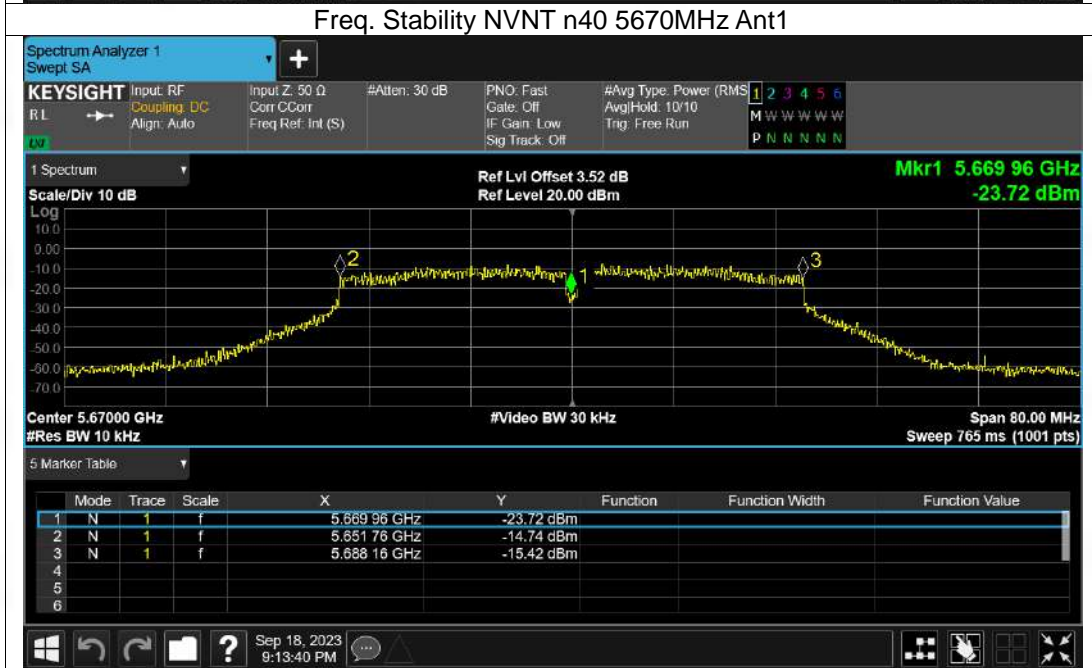 Freq. Stability NVNT n40 5670MHz Ant1
Spectrum Analyzer 1
Swept SA
+
KEYSIGHT
RL
LXI
Input: RF
Coupling: DC
Align: Auto
Input Z: 50 Ω
Corr CCorr
Freq Ref: Int (S)
#Atten: 30 dB
PNO: Fast
Gate: Off
IF Gain: Low
Sig Track: Off
#Avg Type: Power (RMS
Avg|Hold: 10/10
Trig: Free Run
1 2 3 4 5 6
M W W W W W
P N N N N N
1 Spectrum
Scale/Div 10 dB
Ref Lvl Offset 3.52 dB
Ref Level 20.00 dBm
Mkr1 5.669 96 GHz
-23.72 dBm
Log
10.0
0.00
-10.0
-20.0
-30.0
-40.0
-50.0
-60.0
-70.0
2
1
3
Center 5.67000 GHz
#Res BW 10 kHz
#Video BW 30 kHz
Span 80.00 MHz
Sweep 765 ms (1001 pts)
5 Marker Table
Mode Trace Scale X Y Function Function Width Function Value
1 N 1 f 5.669 96 GHz -23.72 dBm
2 N 1 f 5.651 76 GHz -14.74 dBm
3 N 1 f 5.688 16 GHz -15.42 dBm
4
5
6
?
Sep 18, 2023
9:13:40 PM